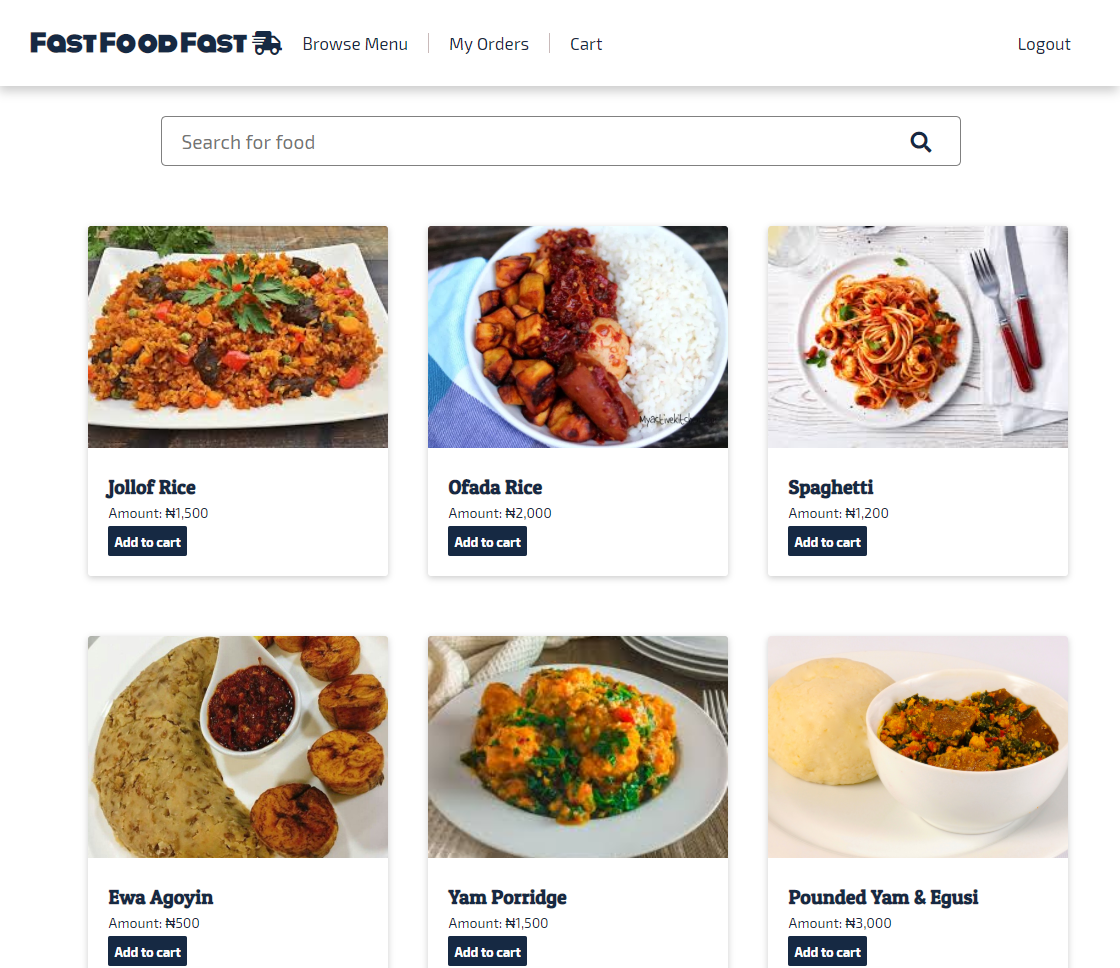 FastFoodFast
Browse Menu
My Orders
Cart
Logout
Search for food
Jollof Rice
Amount: ₦1,500
Add to cart
Ofada Rice
Amount: ₦2,000
Add to cart
Spaghetti
Amount: ₦1,200
Add to cart
Ewa Agoyin
Amount: ₦500
Add to cart
Yam Porridge
Amount: ₦1,500
Add to cart
Pounded Yam & Egusi
Amount: ₦3,000
Add to cart